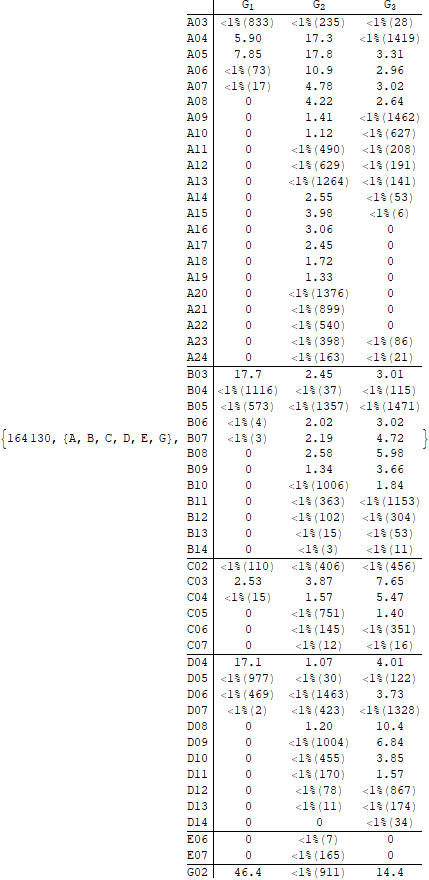 G1 G2 G3
A03 <1%(833) <1%(235) <1%(28)
A04 5.90 17.3 <1%(1419)
A05 7.85 17.8 3.31
A06 <1%(73) 10.9 2.96
A07 <1%(17) 4.78 3.02
A08 0 4.22 2.64
A09 0 1.41 <1%(1462)
A10 0 1.12 <1%(627)
A11 0 <1%(490) <1%(208)
A12 0 <1%(629) <1%(191)
A13 0 <1%(1264) <1%(141)
A14 0 2.55 <1%(53)
A15 0 3.98 <1%(6)
A16 0 3.06 0
A17 0 2.45 0
A18 0 1.72 0
A19 0 1.33 0
A20 0 <1%(1376) 0
A21 0 <1%(899) 0
A22 0 <1%(540) 0
A23 0 <1%(398) <1%(86)
A24 0 <1%(163) <1%(21)
B03 17.7 2.45 3.01
B04 <1%(1116) <1%(37) <1%(115)
B05 <1%(573) <1%(1357) <1%(1471)
B06 <1%(4) 2.02 3.02
{164130, {A, B, C, D, E, G}, B07 <1%(3) 2.19 4.72 }
B08 0 2.58 5.98
B09 0 1.34 3.66
B10 0 <1%(1006) 1.84
B11 0 <1%(363) <1%(1153)
B12 0 <1%(102) <1%(304)
B13 0 <1%(15) <1%(53)
B14 0 <1%(3) <1%(11)
C02 <1%(110) <1%(406) <1%(456)
C03 2.53 3.87 7.65
C04 <1%(15) 1.57 5.47
C05 0 <1%(751) 1.40
C06 0 <1%(145) <1%(351)
C07 0 <1%(12) <1%(16)
D04 17.1 1.07 4.01
D05 <1%(977) <1%(30) <1%(122)
D06 <1%(469) <1%(1463) 3.73
D07 <1%(2) <1%(423) <1%(1328)
D08 0 1.20 10.4
D09 0 <1%(1004) 6.84
D10 0 <1%(455) 3.85
D11 0 <1%(170) 1.57
D12 0 <1%(78) <1%(867)
D13 0 <1%(11) <1%(174)
D14 0 0 <1%(34)
E06 0 <1%(7) 0
E07 0 <1%(165) 0
G02 46.4 <1%(911) 14.4